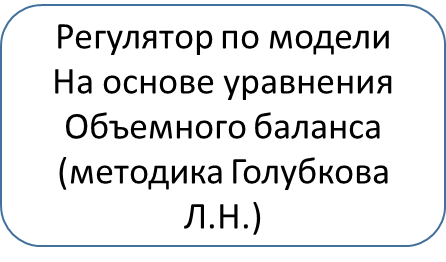 Регулятор по модели
На основе уравнения
Объемного баланса
(методика Голубкова
Л.Н.)